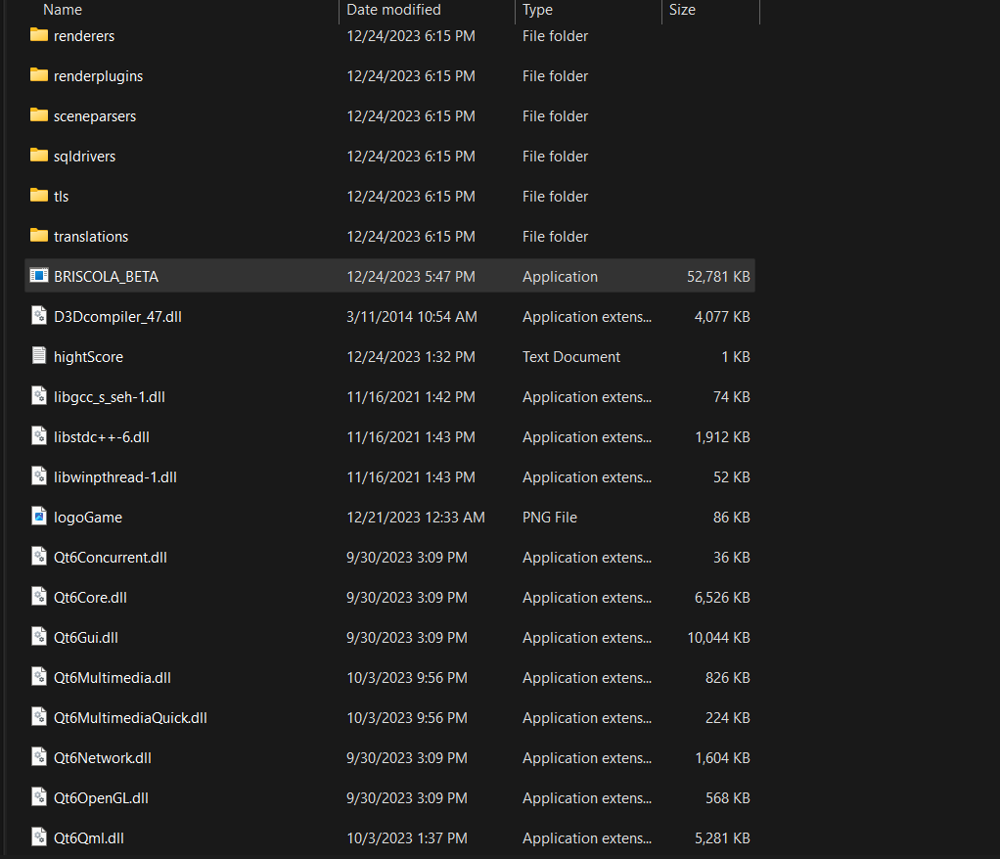 Name Date modified Type Size
renderers 12/24/2023 6:15 PM File folder
renderplugins 12/24/2023 6:15 PM File folder
sceneparsers 12/24/2023 6:15 PM File folder
sqldrivers 12/24/2023 6:15 PM File folder
tls 12/24/2023 6:15 PM File folder
translations 12/24/2023 6:15 PM File folder
BRISCOLA_BETA 12/24/2023 5:47 PM Application 52,781 KB
D3Dcompiler_47.dll 3/11/2014 10:54 AM Application extens... 4,077 KB
hightScore 12/24/2023 1:32 PM Text Document 1 KB
libgcc_s_seh-1.dll 11/16/2021 1:42 PM Application extens... 74 KB
libstdc++-6.dll 11/16/2021 1:43 PM Application extens... 1,912 KB
libwinpthread-1.dll 11/16/2021 1:43 PM Application extens... 52 KB
logoGame 12/21/2023 12:33 AM PNG File 86 KB
Qt6Concurrent.dll 9/30/2023 3:09 PM Application extens... 36 KB
Qt6Core.dll 9/30/2023 3:09 PM Application extens... 6,526 KB
Qt6Gui.dll 9/30/2023 3:09 PM Application extens... 10,044 KB
Qt6Multimedia.dll 10/3/2023 9:56 PM Application extens... 826 KB
Qt6MultimediaQuick.dll 10/3/2023 9:56 PM Application extens... 224 KB
Qt6Network.dll 9/30/2023 3:09 PM Application extens... 1,604 KB
Qt6OpenGL.dll 9/30/2023 3:09 PM Application extens... 568 KB
Qt6Qml.dll 10/3/2023 1:37 PM Application extens... 5,281 KB